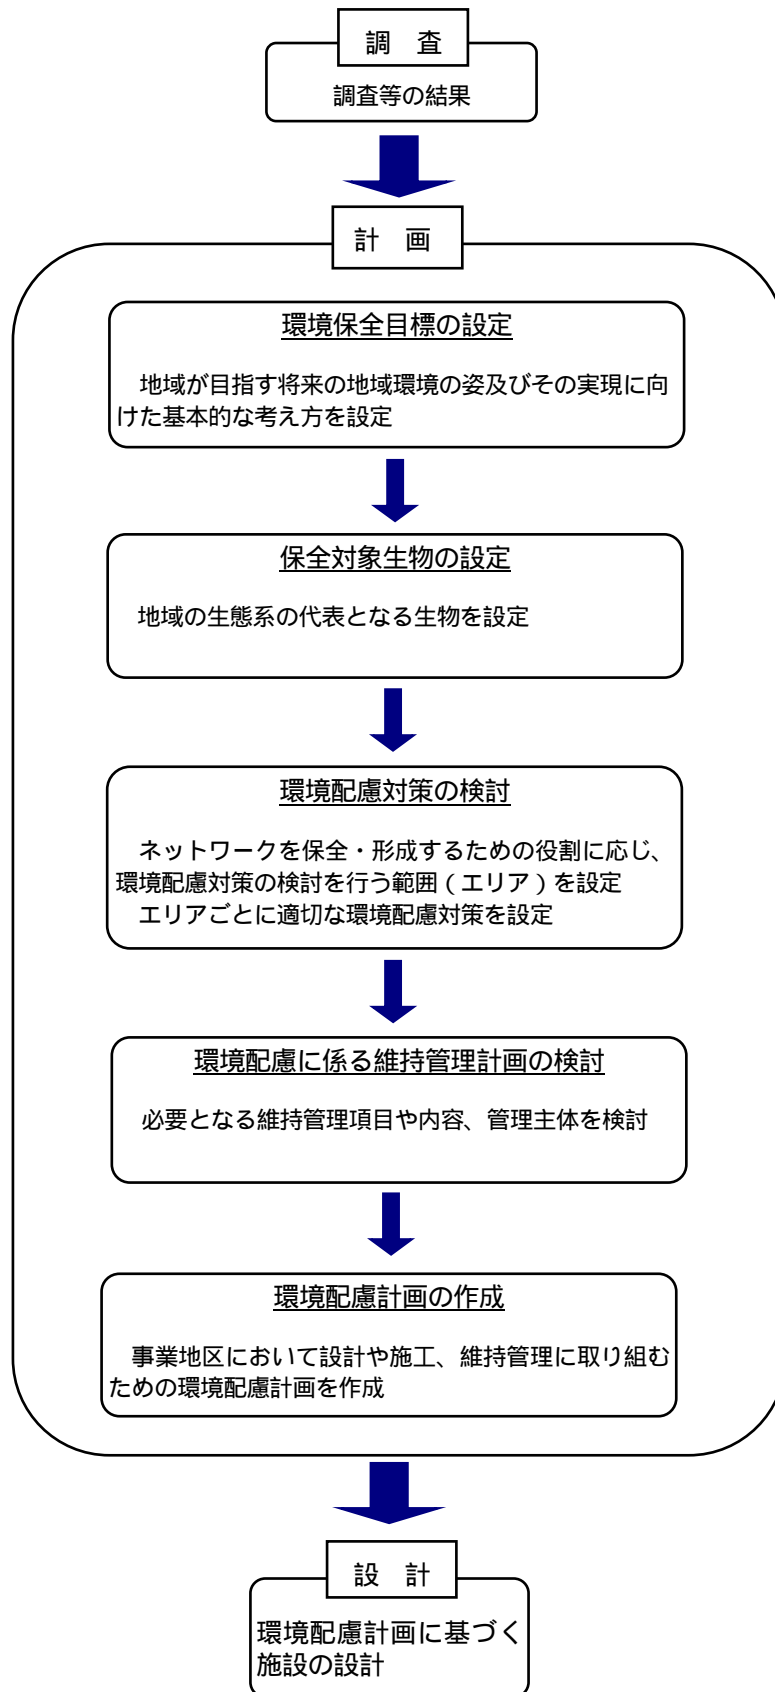 調　査
調査等の結果
計　画
環境保全目標の設定
　地域が目指す将来の地域環境の姿及びその実現に向
けた基本的な考え方を設定
保全対象生物の設定
　地域の生態系の代表となる生物を設定
環境配慮対策の検討
　ネットワークを保全・形成するための役割に応じ、
環境配慮対策の検討を行う範囲（エリア）を設定
　エリアごとに適切な環境配慮対策を設定
環境配慮に係る維持管理計画の検討
　必要となる維持管理項目や内容、管理主体を検討
環境配慮計画の作成
　事業地区において設計や施工、維持管理に取り組む
ための環境配慮計画を作成
設　計
環境配慮計画に基づく
施設の設計